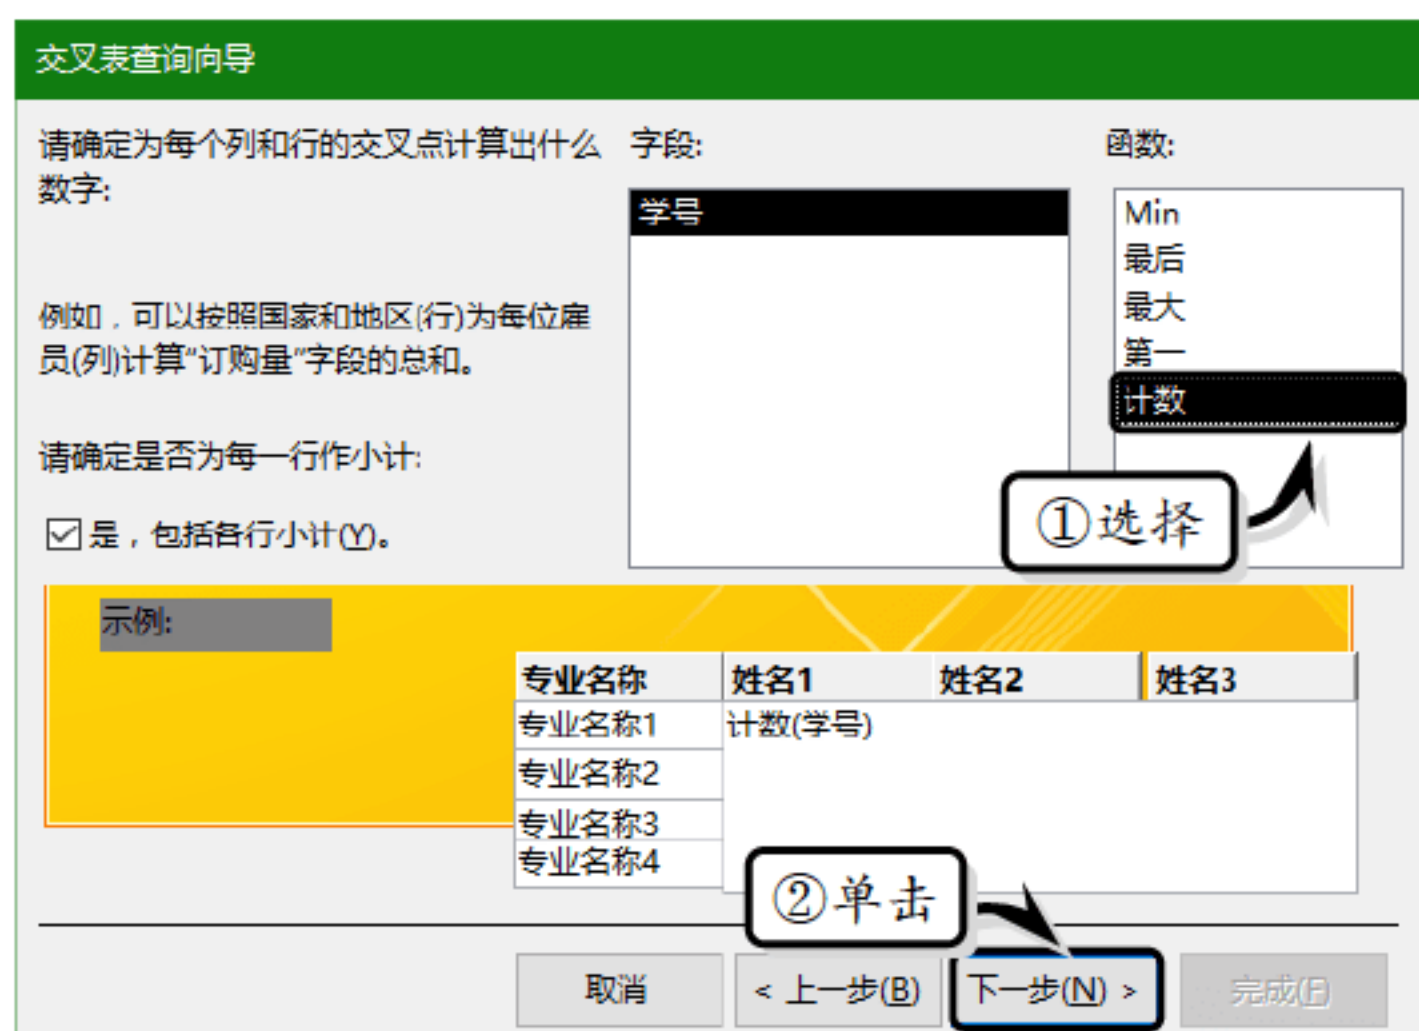 交叉表查询向导
请确定为每个列和行的交叉点计算出什么
数字:
字段:
函数:
学号
Min
最后
最大
第一
计数
例如，可以按照国家和地区(行)为每位雇
员(列)计算“订购量”字段的总和。
请确定是否为每一行作小计:
是，包括各行小计(Y)。
①选择
示例:
专业名称 姓名1 姓名2 姓名3
专业名称1 计数(学号)
专业名称2
专业名称3
专业名称4
②单击
取消 < 上一步(B) 下一步(N) > 完成(F)